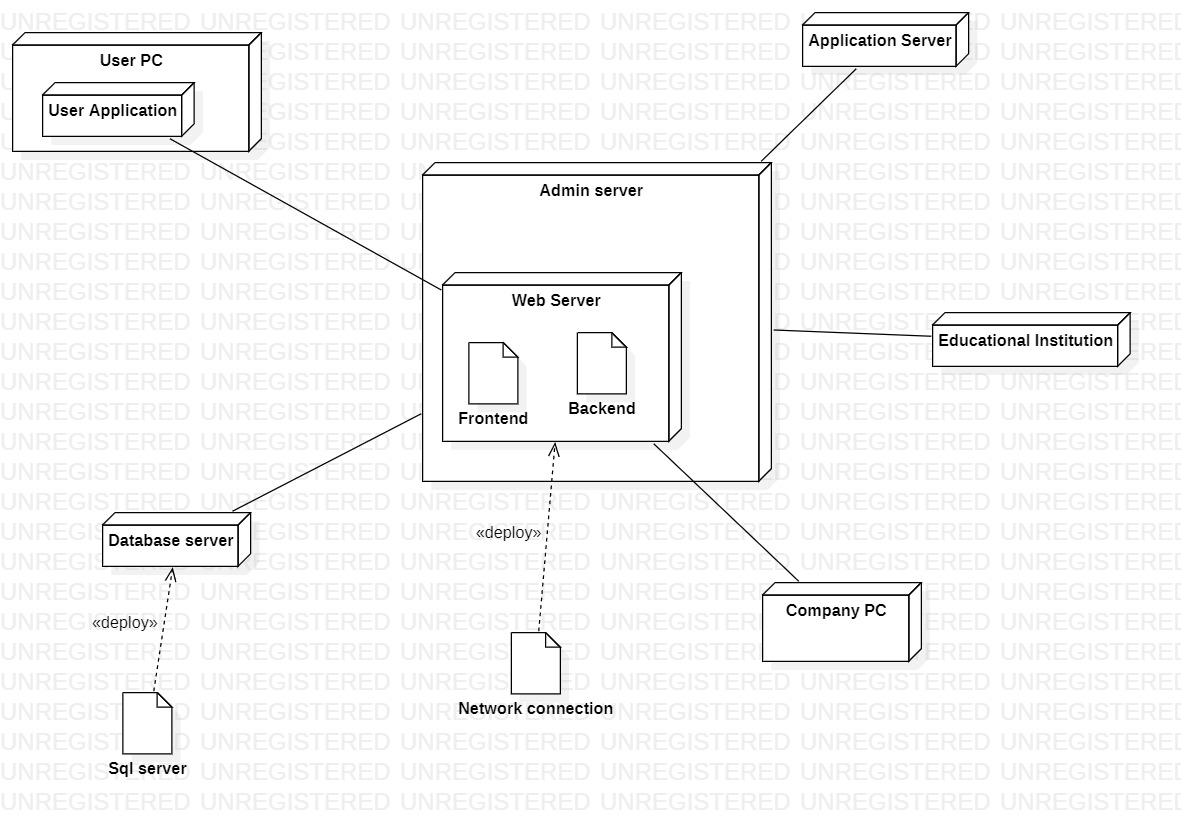 Application Server
User PC
User Application
Admin server
Web Server
Educational Institution
Frontend
Backend
«deploy»
Database server
Company PC
«deploy»
Network connection
Sql server
UNREGISTERED UNREGISTERED UNREGISTERED UNREGISTERED UNREGISTERED UNREGISTERED